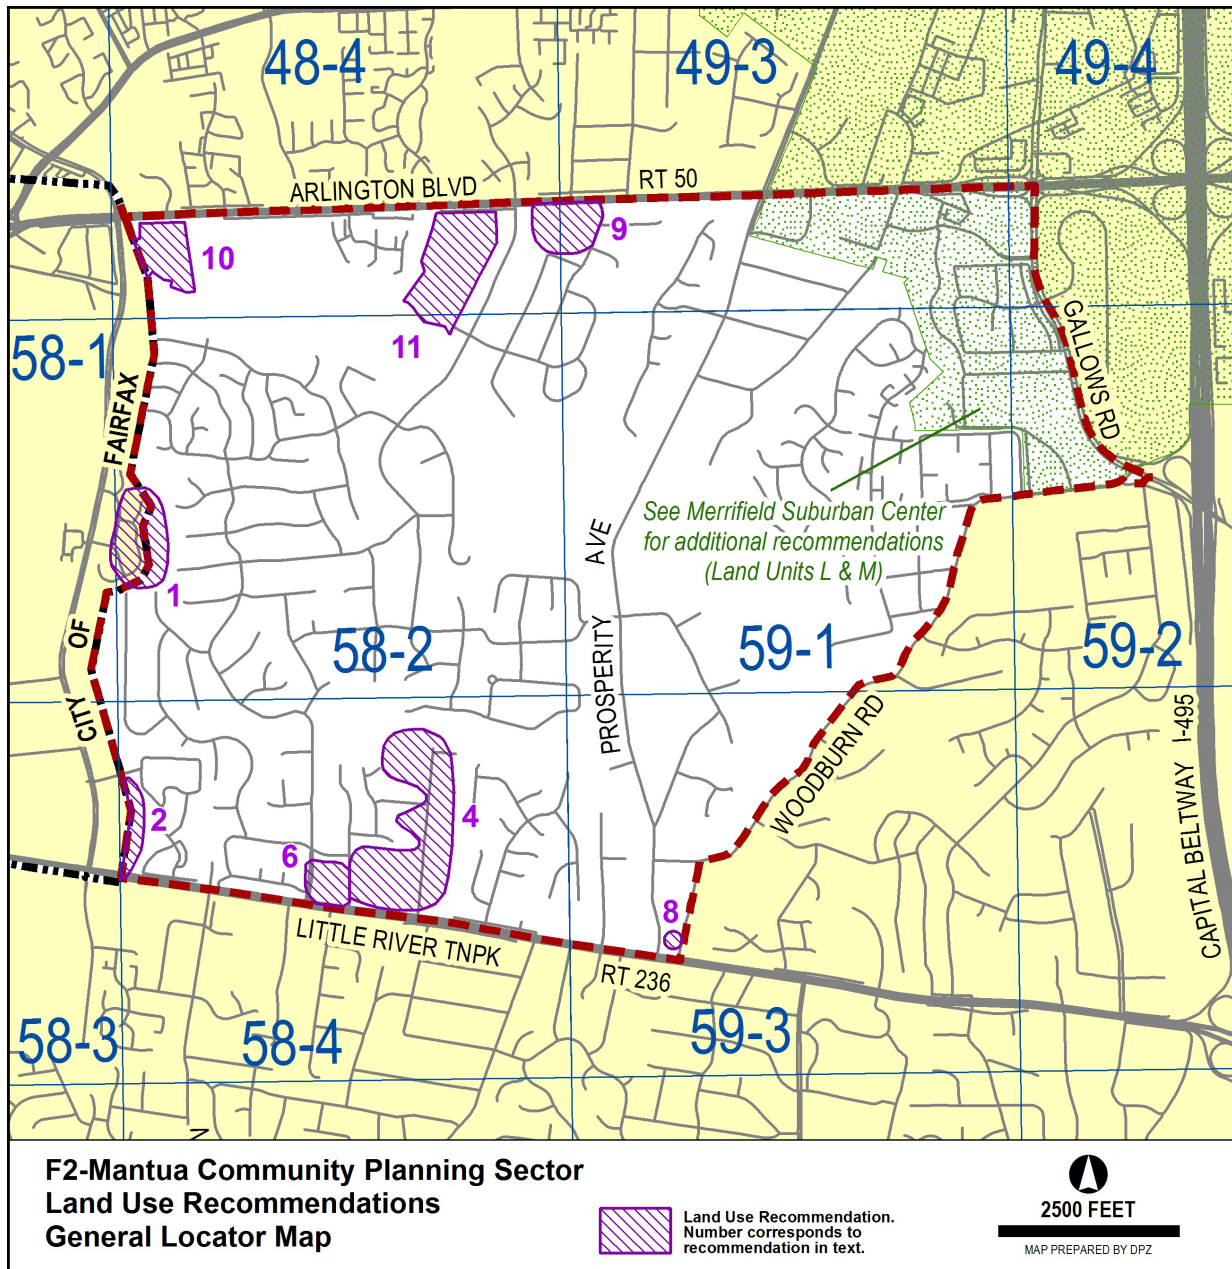 48-4
49-3
49-4
ARLINGTON BLVD
RT 50
10
11
9
58-1
FAIRFAX
GALLOWS RD
See Merrifield Suburban Center
for additional recommendations
(Land Units L & M)
AVE
1
OF
58-2
PROSPERITY
59-1
59-2
CITY
WOODBURN RD
CAPITAL BELTWAY I-495
2
4
6
8
LITTLE RIVER TNPK
RT 236
58-3
58-4
59-3
N
F2-Mantua Community Planning Sector
Land Use Recommendations
General Locator Map
Land Use Recommendation.
Number corresponds to
recommendation in text.
2500 FEET
MAP PREPARED BY DPZ